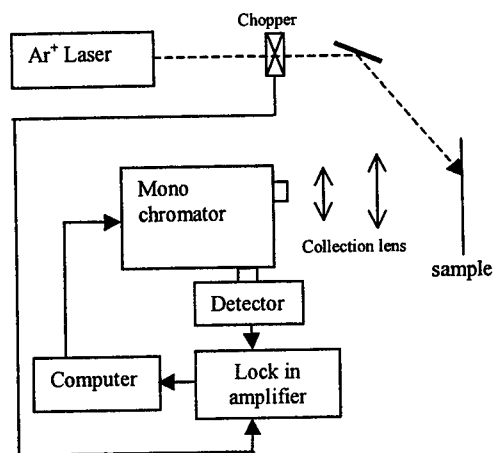 Chopper
Ar+ Laser
Mono
chromator
Collection lens
sample
Detector
Computer
Lock in
amplifier